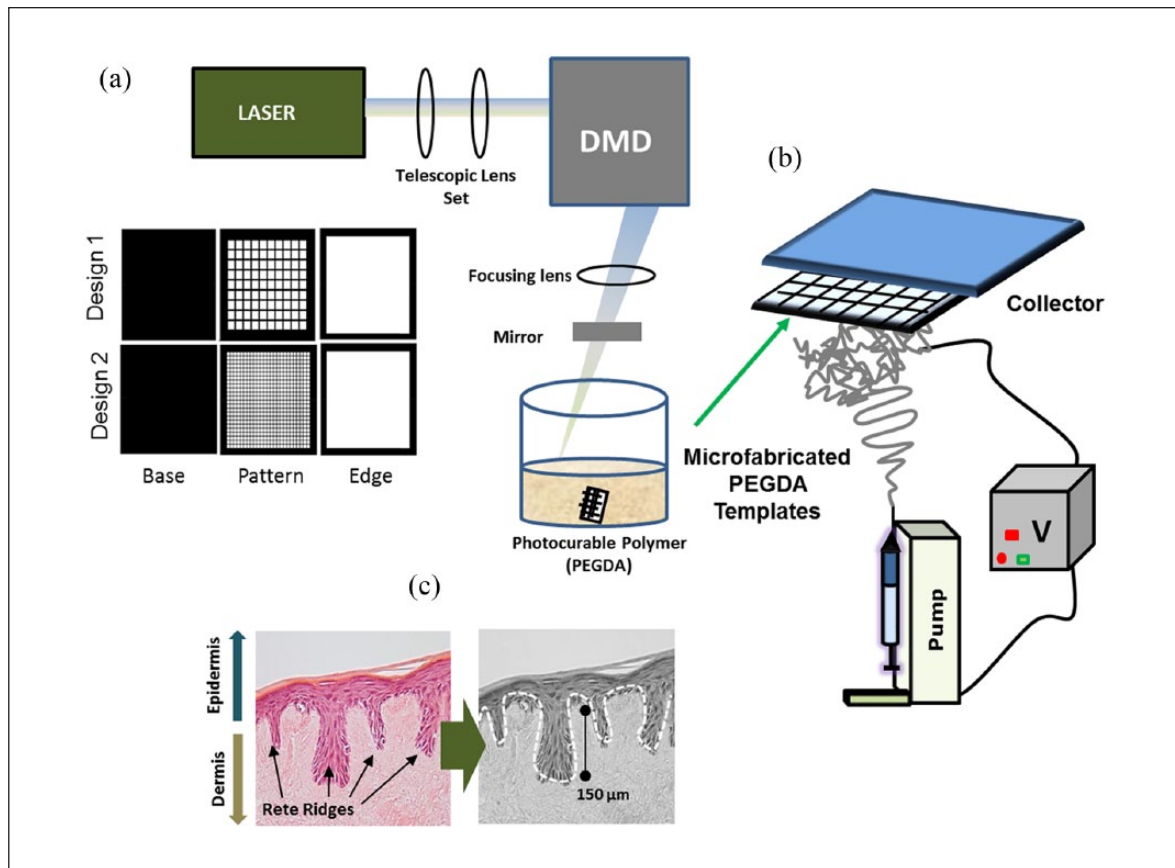 (a)
LASER
Telescopic Lens
Set
DMD
Focusing lens
Mirror
Photocurable Polymer
(PEGDA)
Design 1
Design 2
Base
Pattern
Edge
(b)
Collector
Microfabricated
PEGDA
Templates
V
Pump
(c)
Epidermis
Dermis
Rete Ridges
150 µm